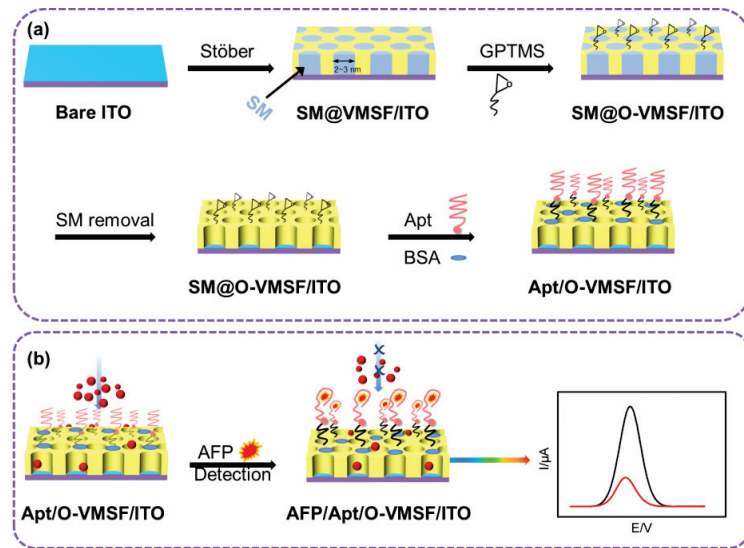 (a)
Stöber
GPTMS
2~3 nm
SM
Bare ITO
SM@VMSF/ITO
SM@O-VMSF/ITO
SM removal
Apt
BSA
SM@O-VMSF/ITO
Apt/O-VMSF/ITO
(b)
AFP
Detection
I/μA
E/V
Apt/O-VMSF/ITO
AFP/Apt/O-VMSF/ITO